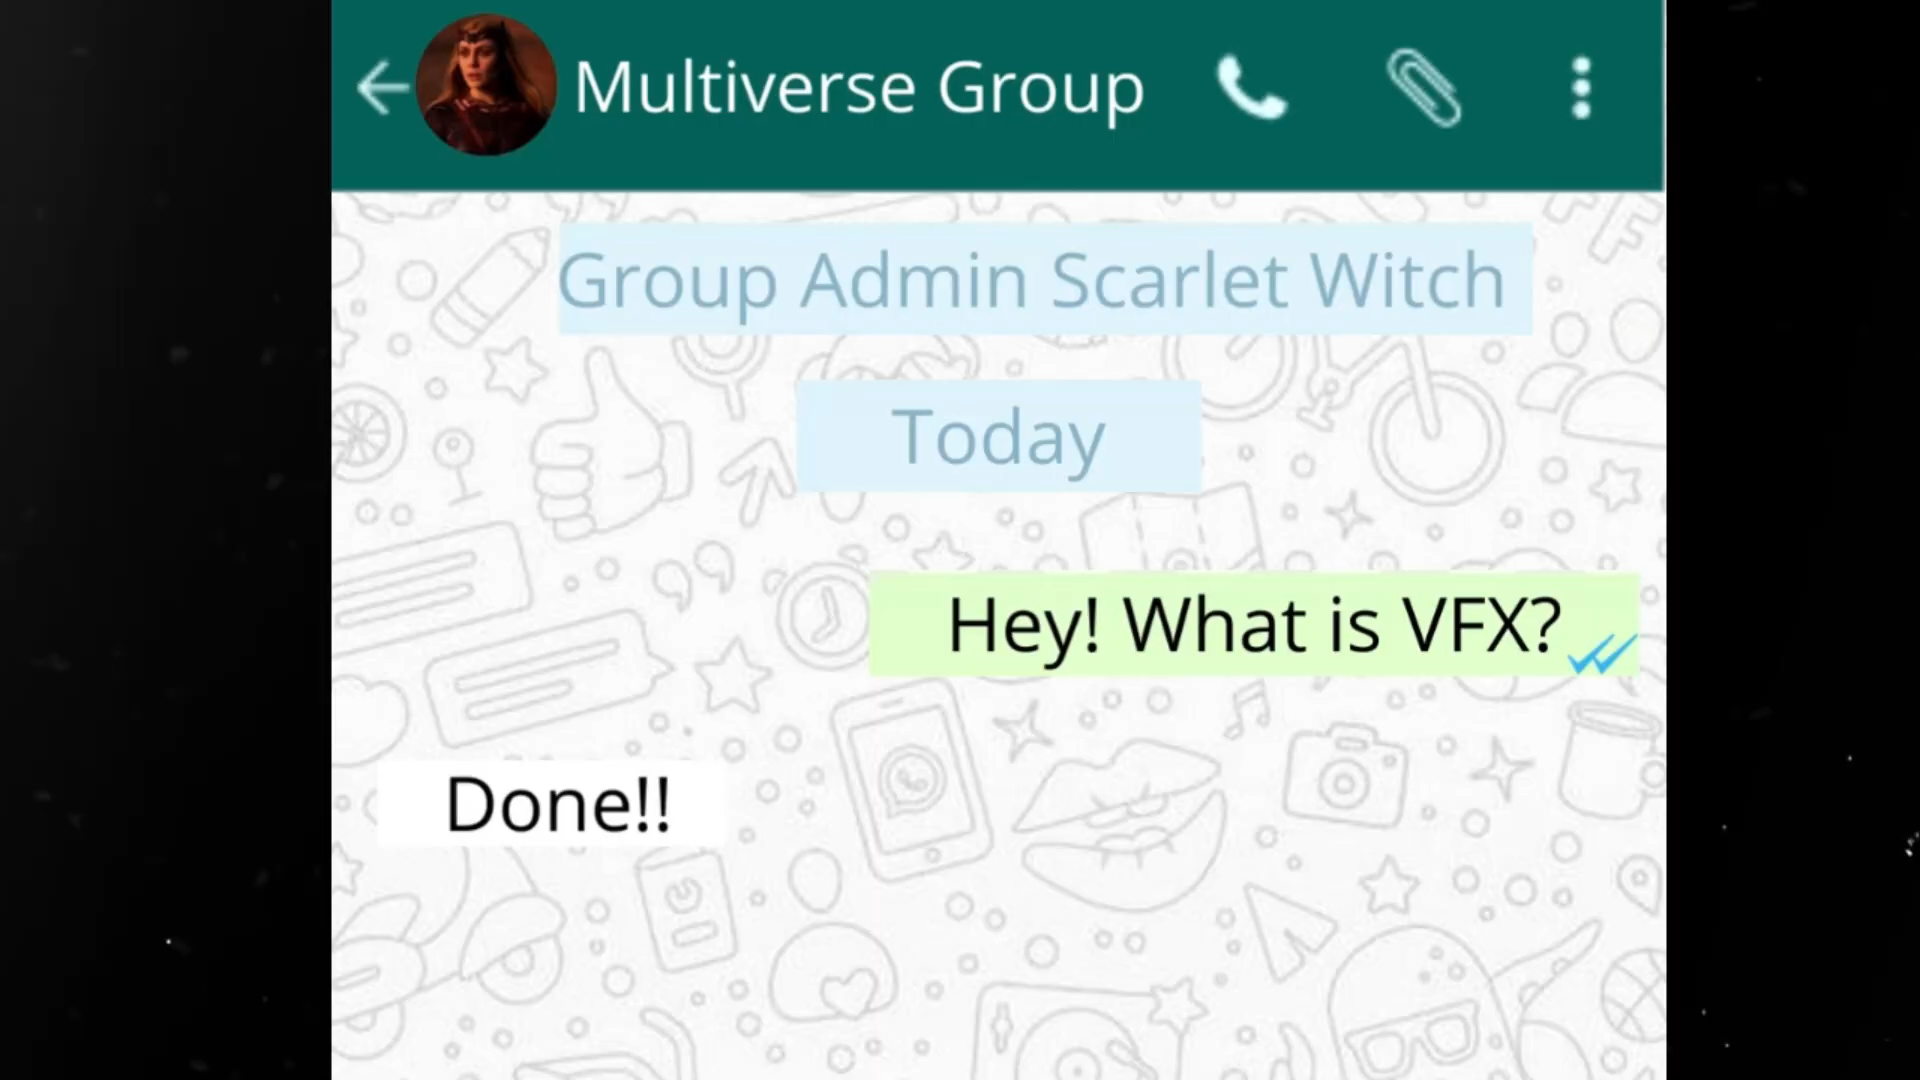 Multiverse Group
Group Admin Scarlet Witch
Today
Hey! What is VFX?
Done!!